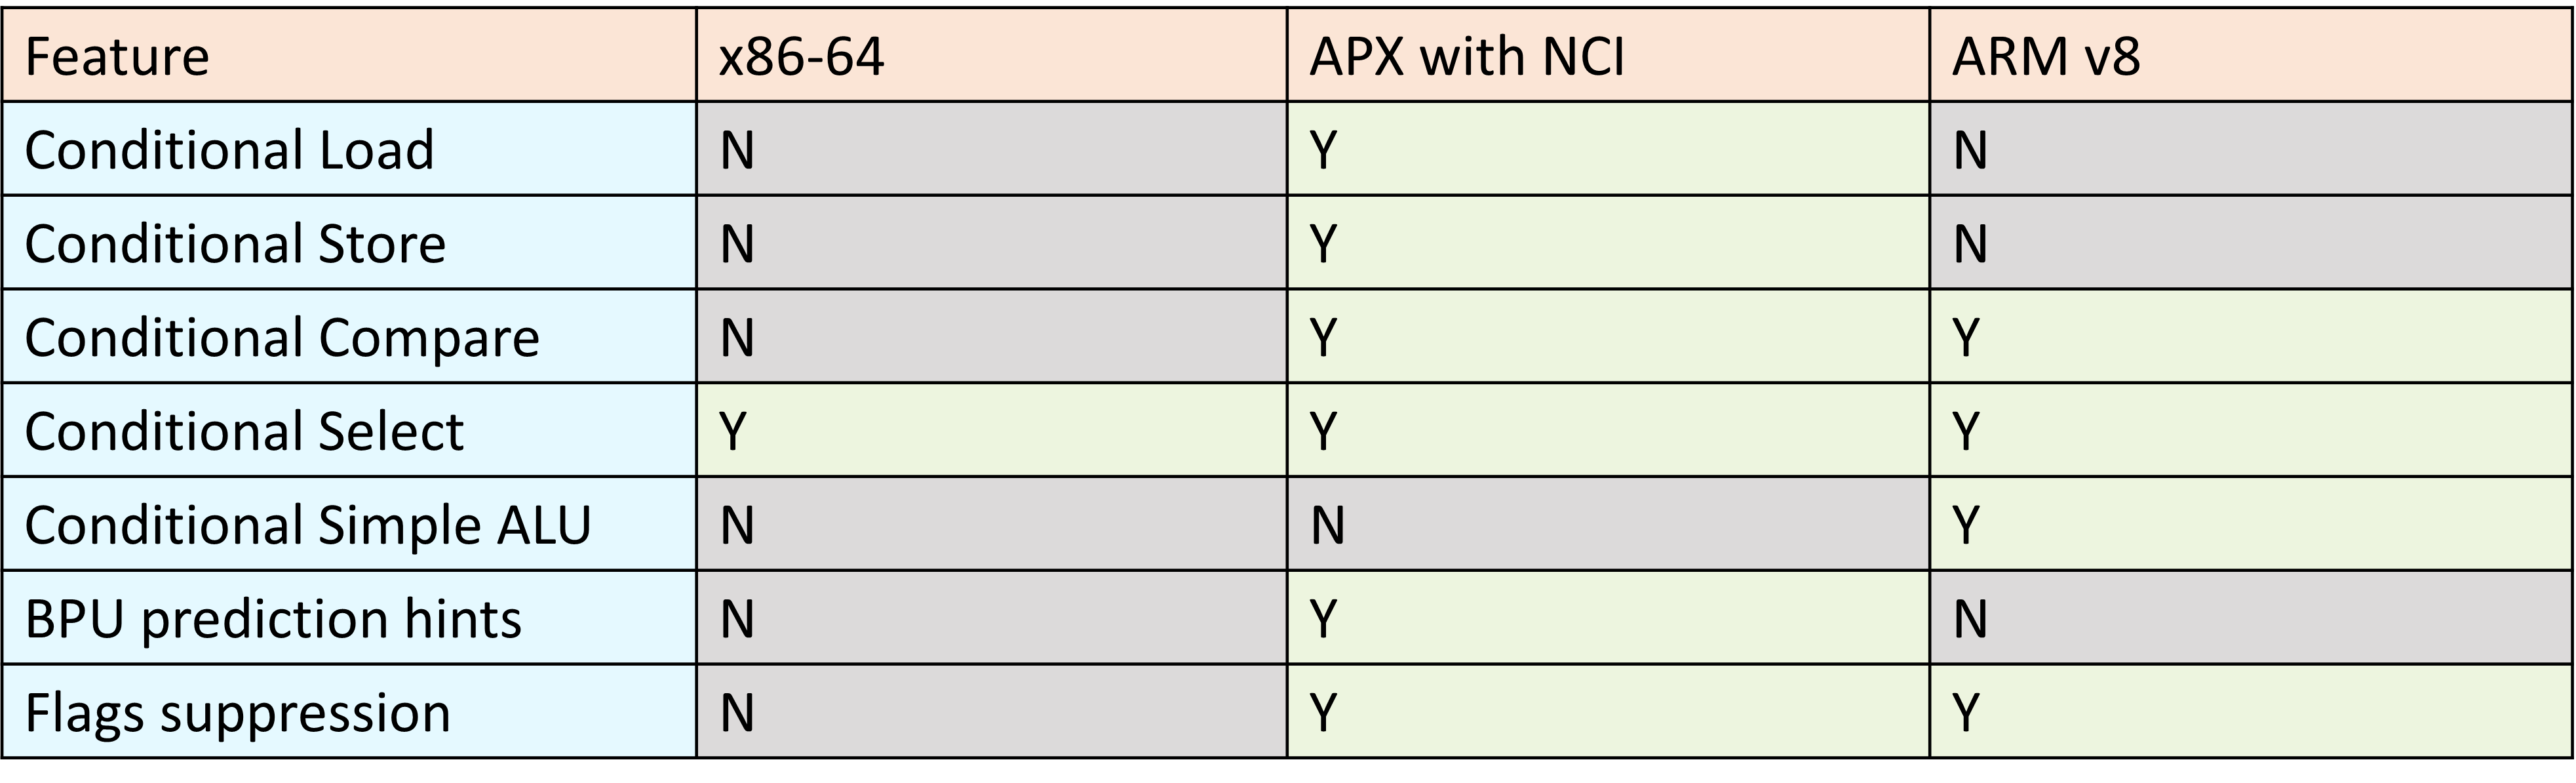 Feature x86-64 APX with NCI ARM v8
Conditional Load N Y N
Conditional Store N Y N
Conditional Compare N Y Y
Conditional Select Y Y Y
Conditional Simple ALU N N Y
BPU prediction hints N Y N
Flags suppression N Y Y